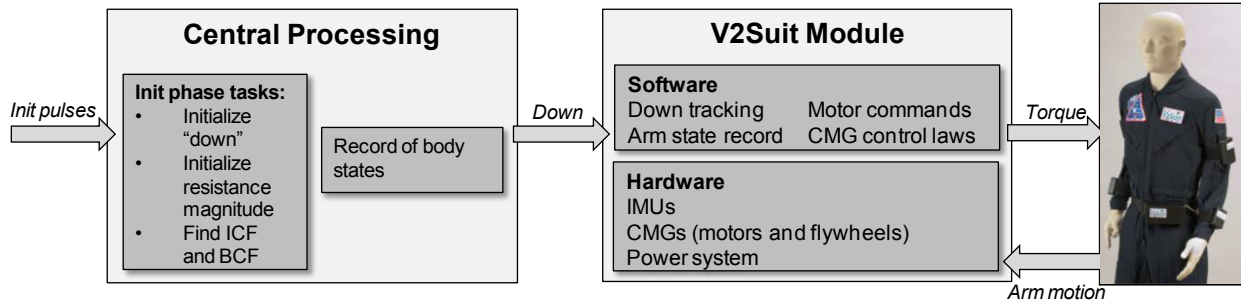 Central Processing
Init phase tasks:
• Initialize
"down"
• Initialize
resistance
magnitude
• Find ICF
and BCF
Record of body
states
Init pulses
Down
V2Suit Module
Software
Down tracking Motor commands
Arm state record CMG control laws
Hardware
IMUs
CMGs (motors and flywheels)
Power system
Torque
Arm motion